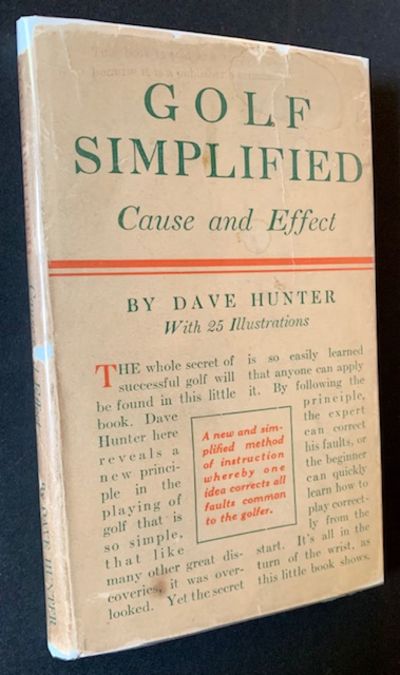 GOLF
SIMPLIFIED
Cause and Effect
BY DAVE HUNTER
With 25 Illustrations
THE whole secret of
successful golf will
be found in this little
book. Dave
Hunter here
reveals a
new princi-
ple in the
playing of
golf that is
so simple,
that like
many other great dis-
coveries, it was over-
looked. Yet the secret
is so easily learned
that anyone can apply
it. By following the
principle,
the expert
can correct
his faults, or
the beginner
can quickly
learn how to
play correct-
ly from the
start. It's all in the
turn of the wrist, as
this little book shows.
A new and sim-
plified method
of instruction
whereby one
idea corrects all
faults common
to the golfer.
By DAVE HUNTER